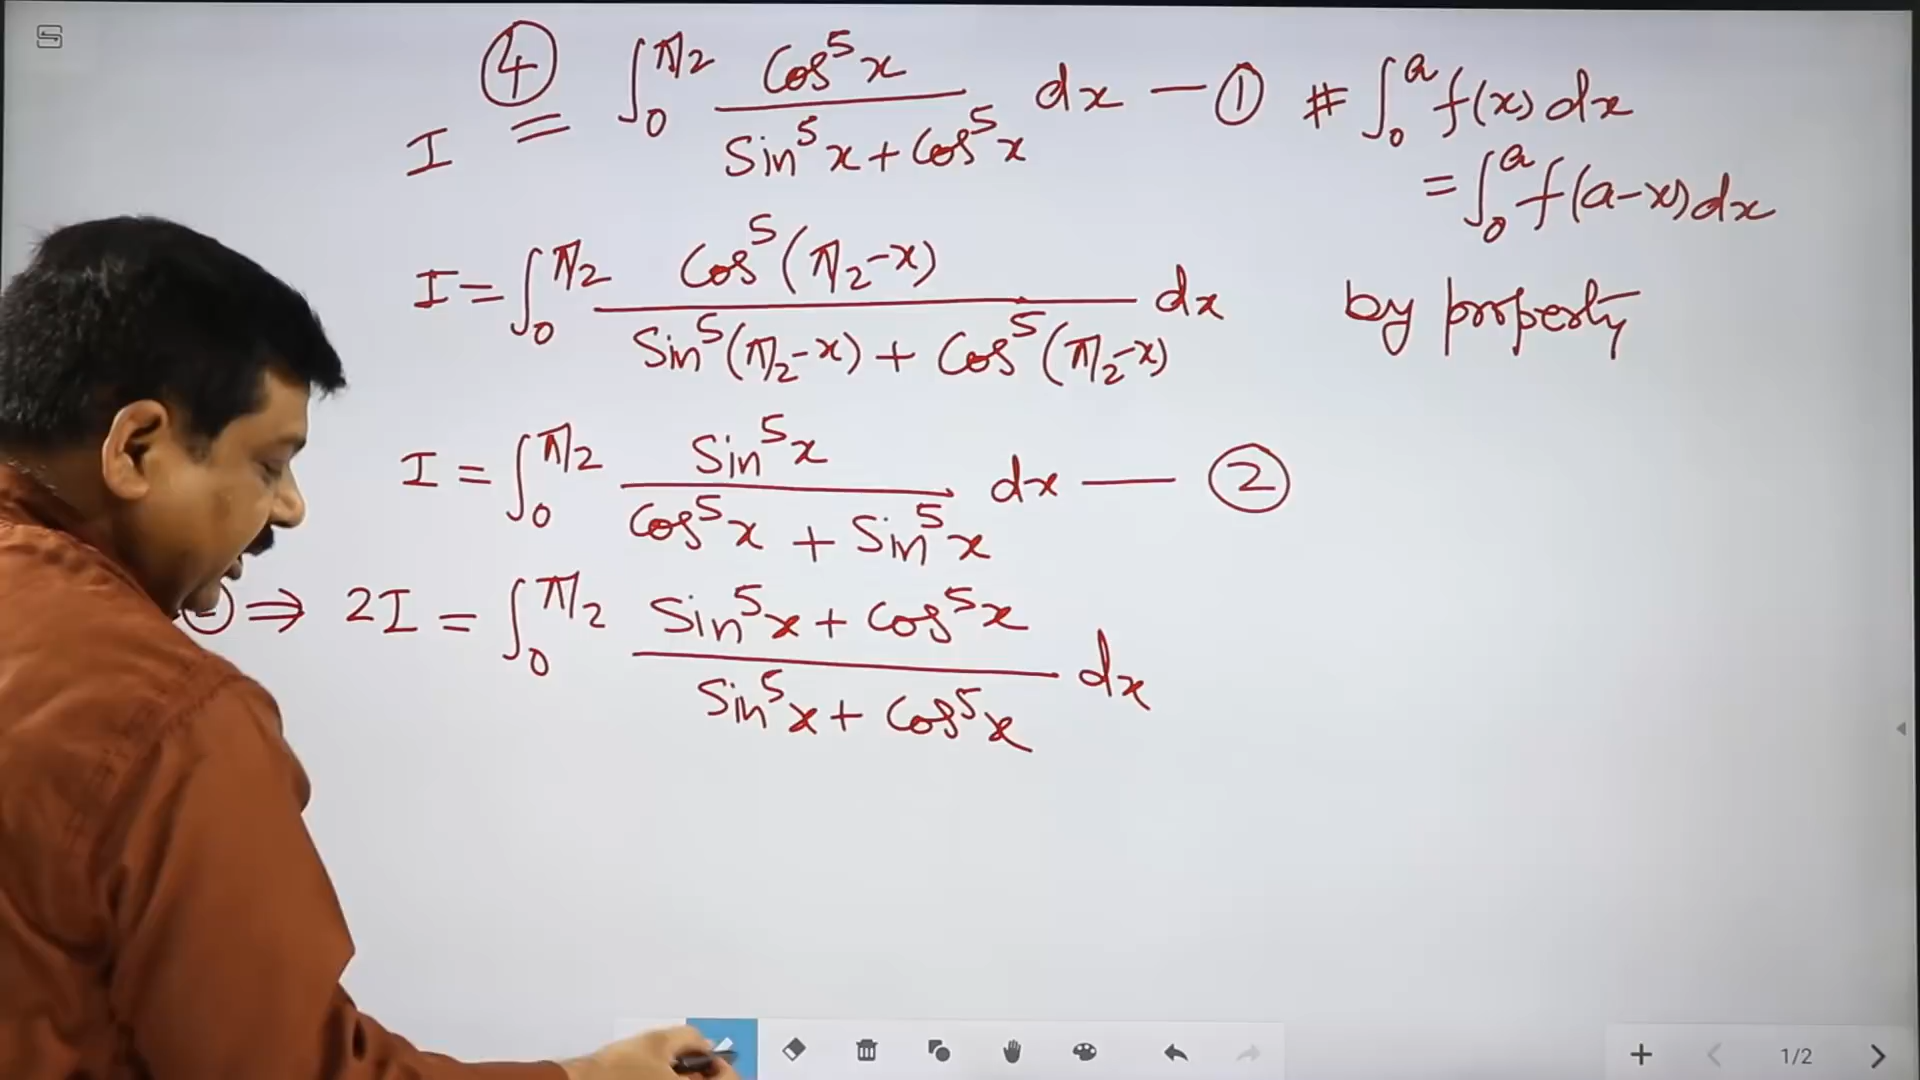 ④ I = ∫₀^π/2 Cos⁵x / (Sin⁵x + Cos⁵x) dx — ① # ∫₀^a f(x) dx
= ∫₀^a f(a-x) dx
I = ∫₀^π/2 Cos⁵(π/2-x) / (Sin⁵(π/2-x) + Cos⁵(π/2-x)) dx by property
I = ∫₀^π/2 Sin⁵x / (Cos⁵x + Sin⁵x) dx — ②
⇒ 2I = ∫₀^π/2 (Sin⁵x + Cos⁵x) / (Sin⁵x + Cos⁵x) dx
1/2